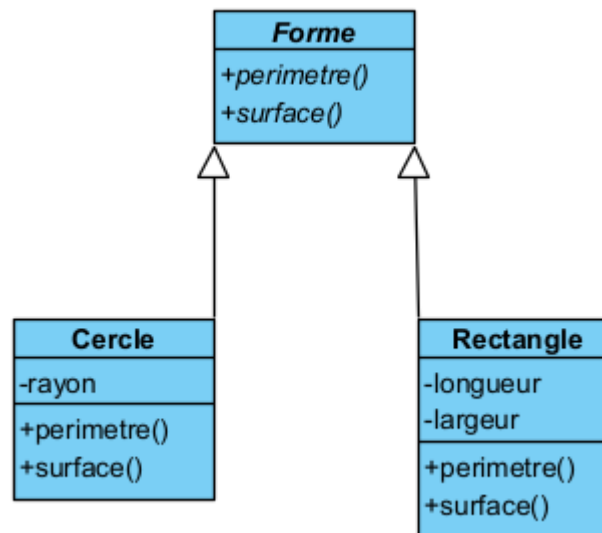 Forme
+perimetre()
+surface()
Cercle
-rayon
+perimetre()
+surface()
Rectangle
-longueur
-largeur
+perimetre()
+surface()